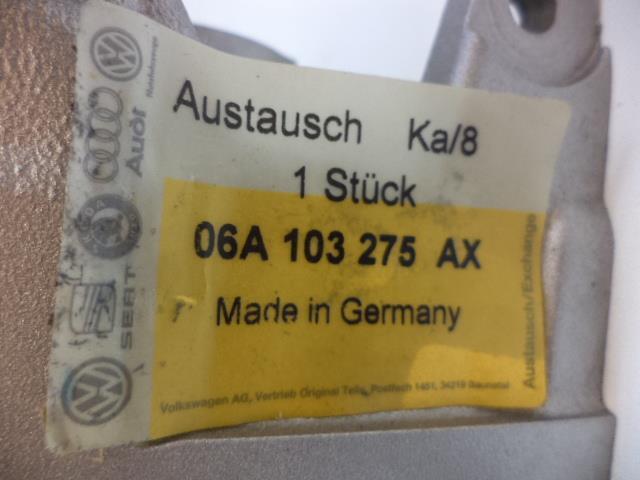 Austausch Ka/8
1 Stück
06A 103 275 AX
Made in Germany
Volkswagen AG, Vertrieb Original Teile, Postfach 1451, 34219 Baunatal
Austausch/Exchange
Audi
SEAT